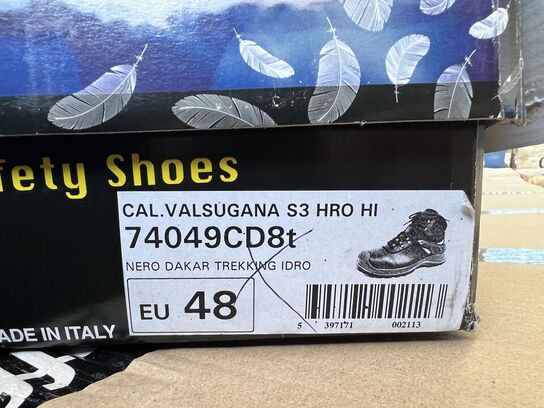 fety Shoes
CAL.VALSUGANA S3 HRO HI
74049CD8t
NERO DAKAR TREKKING IDRO
EU 48
5 397171 002113
ADE IN ITALY